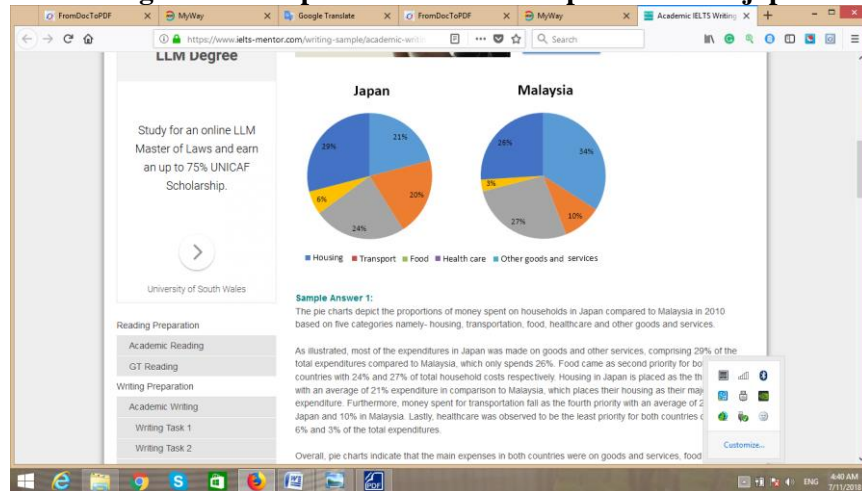 FromDocToPDF
MyWay
Google Translate
FromDocToPDF
MyWay
Academic IELTS Writing
https://www.ielts-mentor.com/writing-sample/academic-writi
Search
LLM Degree
Study for an online LLM
Master of Laws and earn
an up to 75% UNICAF
Scholarship.
University of South Wales
Reading Preparation
Academic Reading
GT Reading
Writing Preparation
Academic Writing
Writing Task 1
Writing Task 2
Japan
29%
21%
20%
24%
6%
Malaysia
26%
34%
10%
27%
3%
Housing Transport Food Health care Other goods and services
Sample Answer 1:
The pie charts depict the proportions of money spent on households in Japan compared to Malaysia in 2010
based on five categories namely- housing, transportation, food, healthcare and other goods and services.
As illustrated, most of the expenditures in Japan was made on goods and other services, comprising 29% of the
total expenditures compared to Malaysia, which only spends 26%. Food came as second priority for bo
countries with 24% and 27% of total household costs respectively. Housing in Japan is placed as the th
with an average of 21% expenditure in comparison to Malaysia, which places their housing as their maj
expenditure. Furthermore, money spent for transportation fall as the fourth priority with an average of 2
Japan and 10% in Malaysia. Lastly, healthcare was observed to be the least priority for both countries c
6% and 3% of the total expenditures.
Overall, pie charts indicate that the main expenses in both countries were on goods and services, food
Customize...
ENG
4:40 AM
7/11/2018